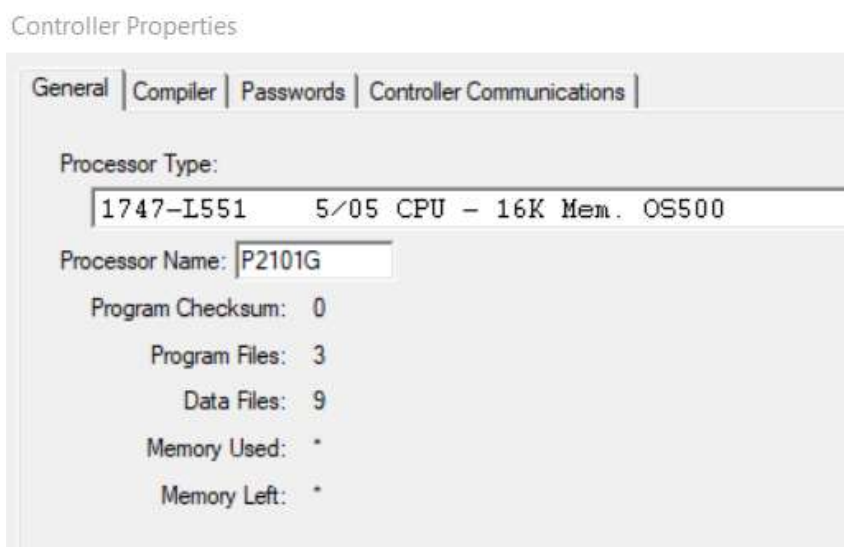 Controller Properties
General Compiler Passwords Controller Communications
Processor Type:
1747-L551 5/05 CPU - 16K Mem. OS500
Processor Name: P2101G
Program Checksum: 0
Program Files: 3
Data Files: 9
Memory Used: *
Memory Left: *